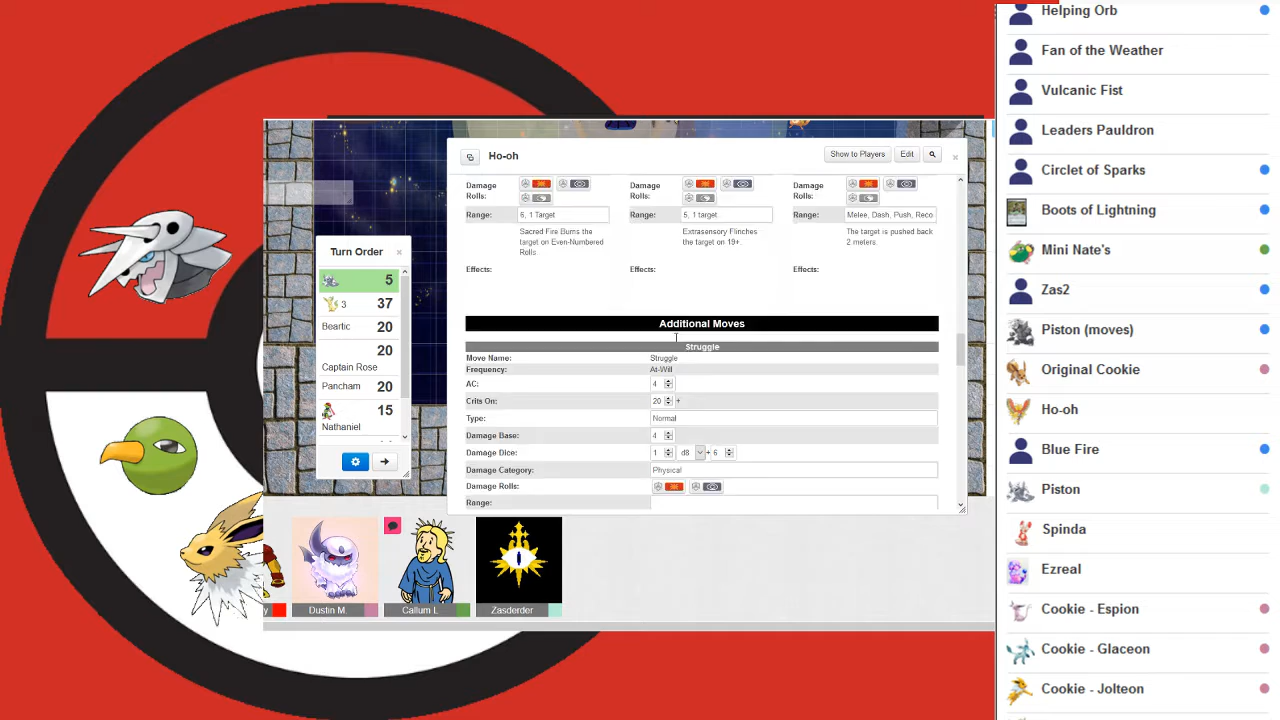 Helping Orb
Fan of the Weather
Vulcanic Fist
Leaders Pauldron
Circlet of Sparks
Boots of Lightning
Mini Nate's
Zas2
Piston (moves)
Original Cookie
Ho-oh
Blue Fire
Piston
Spinda
Ezreal
Cookie - Espion
Cookie - Glaceon
Cookie - Jolteon
Turn Order
5
3 37
Beartic 20
20
Captain Rose
Pancham 20
15
Nathaniel
Ho-oh
Show to Players Edit
Damage Rolls:
Damage Rolls:
Damage Rolls:
Range: 6, 1 Target
Range: 5, 1 target
Range: Melee, Dash, Push, Reco
Sacred Fire Burns the
target on Even-Numbered
Rolls
Extrasensory Flinches
the target on 19+.
The target is pushed back
2 meters
Effects:
Effects:
Effects:
Additional Moves
Struggle
Move Name: Struggle
Frequency: At-Will
AC: 4
Crits On: 20 +
Type: Normal
Damage Base: 4
Damage Dice: 1 d8 + 6
Damage Category: Physical
Damage Rolls:
Range:
y
Dustin M.
Callum L
Zasderder